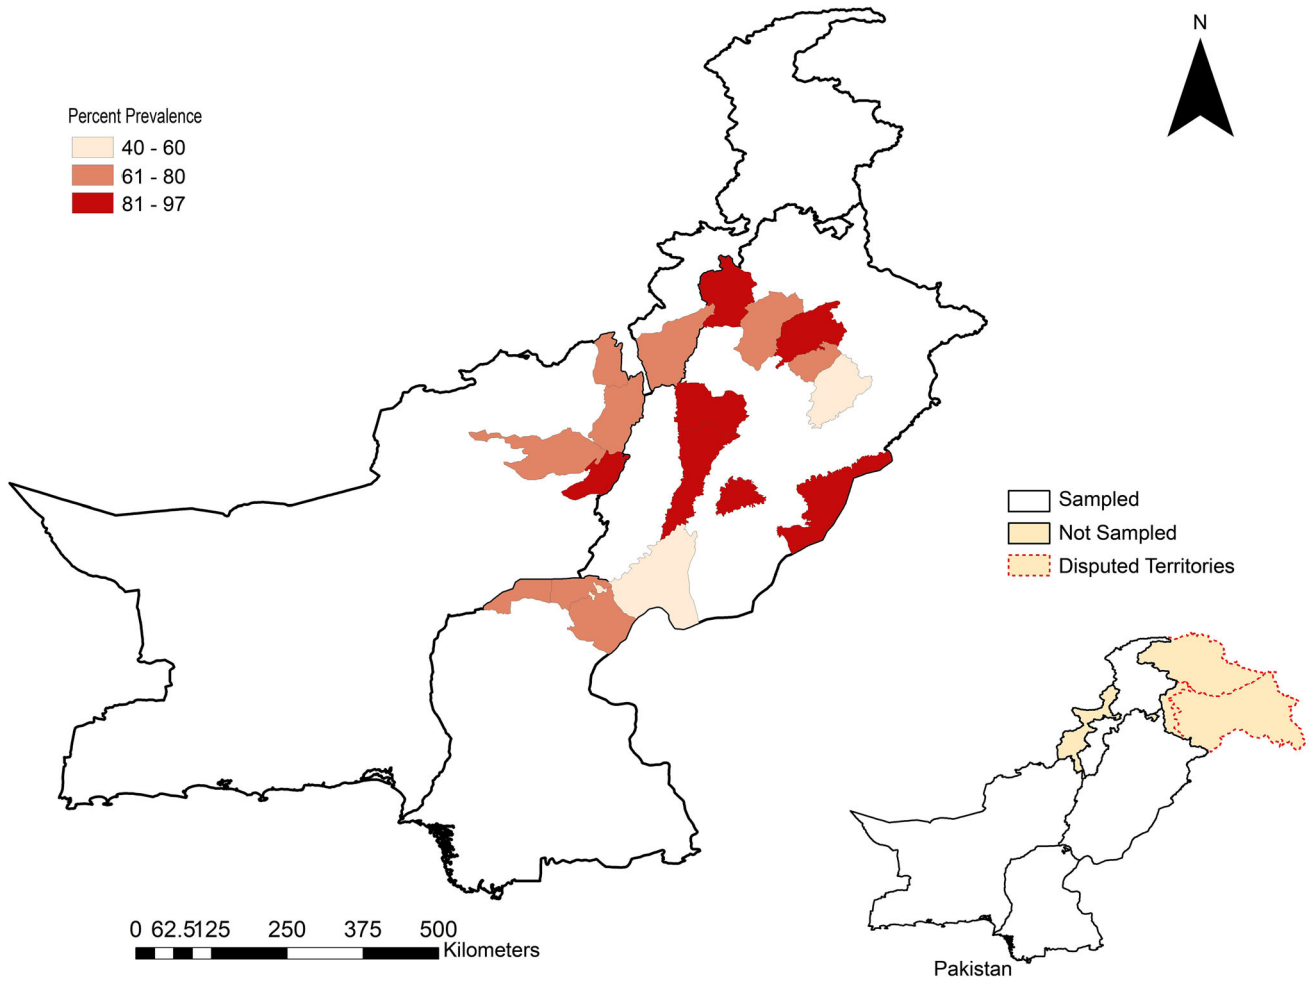 N
Percent Prevalence
40 - 60
61 - 80
81 - 97
Sampled
Not Sampled
Disputed Territories
0 62.5125 250 375 500
Kilometers
Pakistan